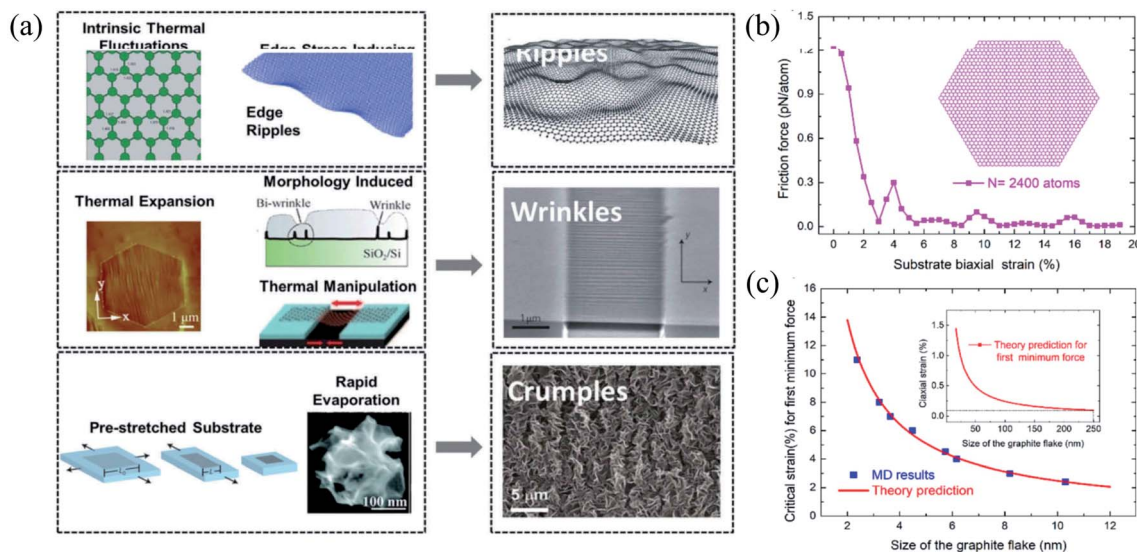 (a)
Intrinsic Thermal
Fluctuations
Edge Stress Inducing
Edge
Ripples
Ripples
Thermal Expansion
y
x
1 μm
Morphology Induced
Bi-wrinkle
Wrinkle
SiO2/Si
Thermal Manipulation
Wrinkles
y
x
1μm
Pre-stretched Substrate
Rapid
Evaporation
100 nm
Crumples
5 μm
(b)
Friction force (pN/atom)
1.2
0.9
0.6
0.3
0.0
N= 2400 atoms
0 1 2 3 4 5 6 7 8 9 10 11 12 13 14 15 16 17 18 19 20
Substrate biaxial strain (%)
(c)
Critical strain(%) for first minimum force
16
14
12
10
8
6
4
2
0
MD results
Theory prediction
2 4 6 8 10 12
Size of the graphite flake (nm)
Ciaxial strain (%)
1.5
1.0
0.5
0.0
Theory prediction for
first minimum force
50 100 150 200 250
Size of the graphite flake (nm)